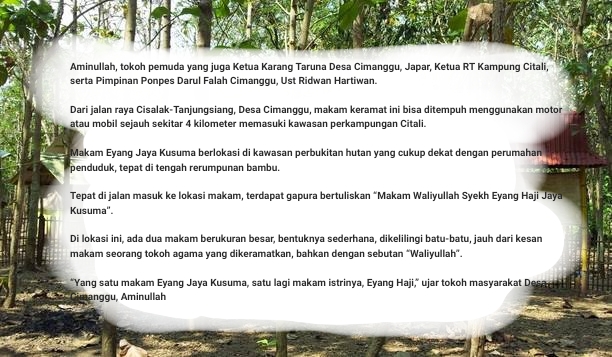 Aminullah, tokoh pemuda yang juga Ketua Karang Taruna Desa Cimanggu, Japar, Ketua RT Kampung Citali,
serta Pimpinan Ponpes Darul Falah Cimanggu, Ust Ridwan Hartiwan.
Dari jalan raya Cisalak-Tanjungsiang, Desa Cimanggu, makam keramat ini bisa ditempuh menggunakan motor
atau mobil sejauh sekitar 4 kilometer memasuki kawasan perkampungan Citali.
Makam Eyang Jaya Kusuma berlokasi di kawasan perbukitan hutan yang cukup dekat dengan perumahan
penduduk, tepat di tengah rerumpunan bambu.
Tepat di jalan masuk ke lokasi makam, terdapat gapura bertuliskan “Makam Waliyullah Syekh Eyang Haji Jaya
Kusuma”.
Di lokasi ini, ada dua makam berukuran besar, bentuknya sederhana, dikelilingi batu-batu, jauh dari kesan
makam seorang tokoh agama yang dikeramatkan, bahkan dengan sebutan “Waliyullah”.
“Yang satu makam Eyang Jaya Kusuma, satu lagi makam istrinya, Eyang Haji,” ujar tokoh masyarakat Desa
Cimanggu, Aminullah